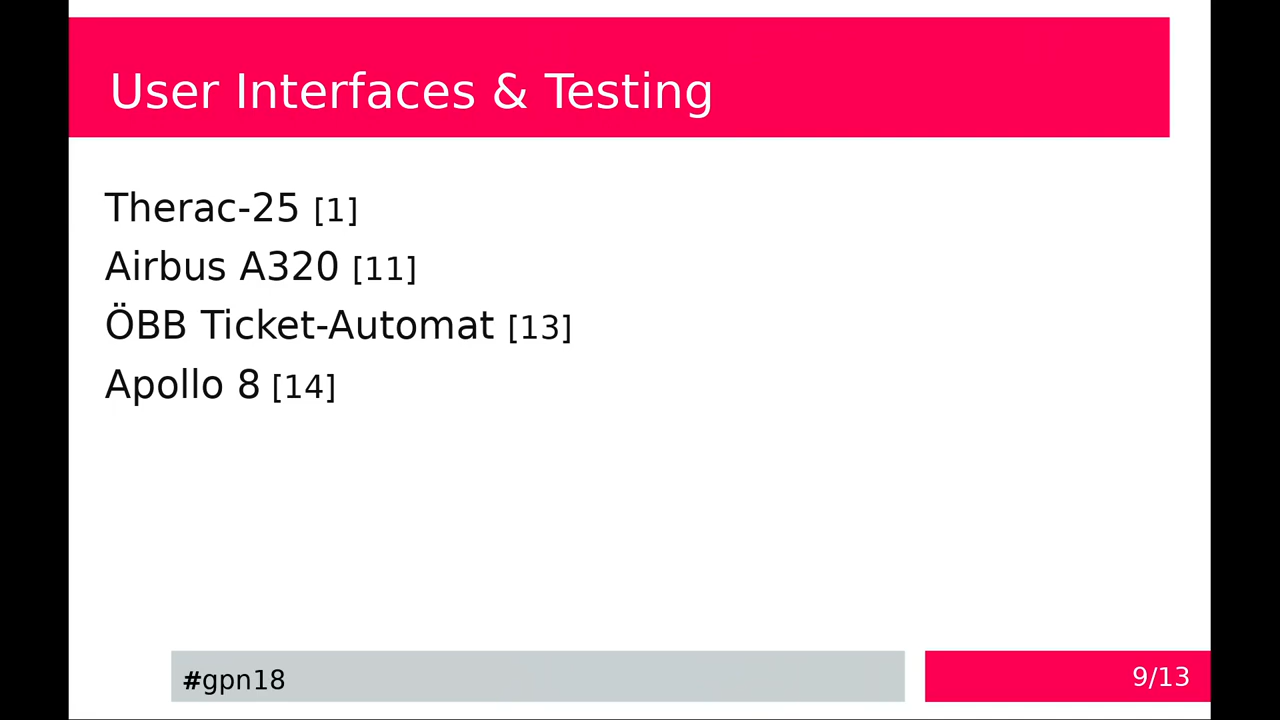 User Interfaces & Testing
Therac-25 [1]
Airbus A320 [11]
ÖBB Ticket-Automat [13]
Apollo 8 [14]
#gpn18
9/13